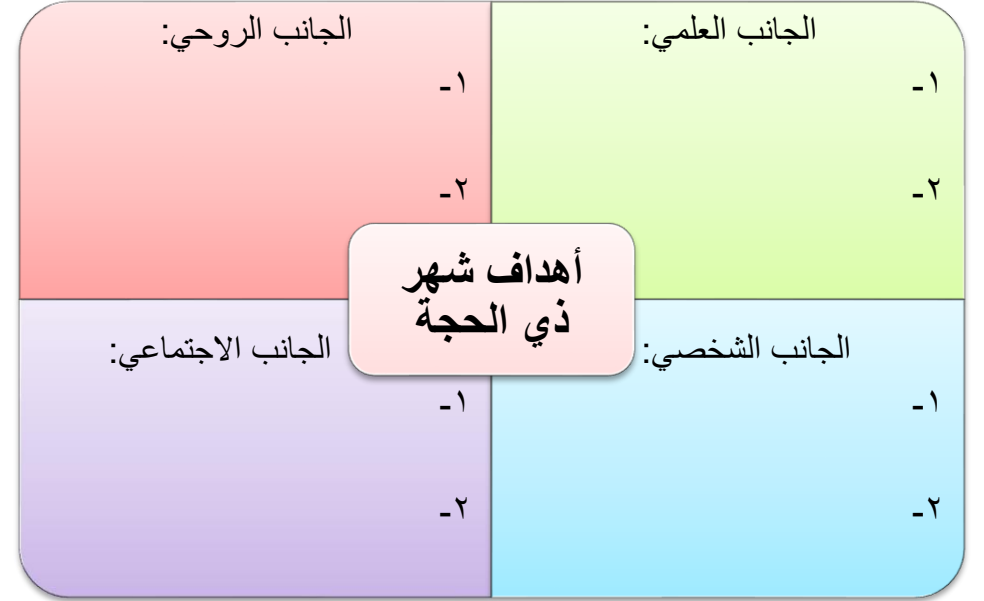 الجانب العلمي:
١-
٢-
الجانب الروحي:
١-
٢-
أهداف شهر
ذي الحجة
الجانب الشخصي:
١-
٢-
الجانب الاجتماعي:
١-
٢-